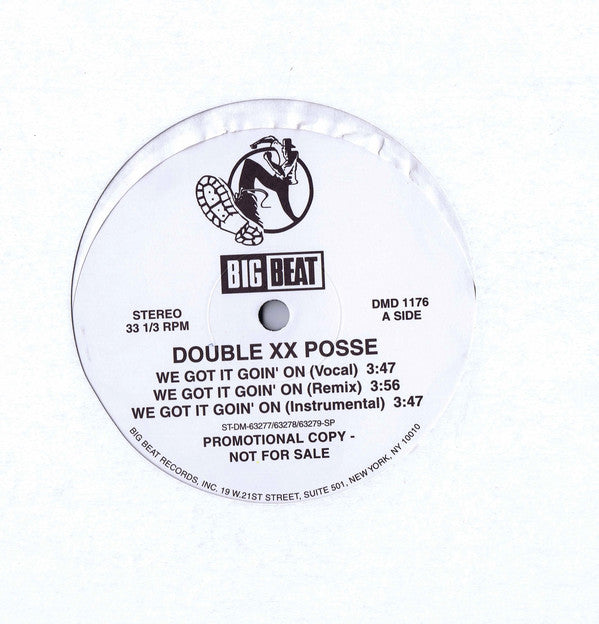 BIG BEAT
STEREO
33 1/3 RPM
DMD 1176
A SIDE
DOUBLE XX POSSE
WE GOT IT GOIN' ON (Vocal) 3:47
WE GOT IT GOIN' ON (Remix) 3:56
WE GOT IT GOIN' ON (Instrumental) 3:47
ST-DM-63277/63278/63279-SP
PROMOTIONAL COPY -
NOT FOR SALE
BIG BEAT RECORDS, INC. 19 W.21ST STREET, SUITE 501, NEW YORK, NY 10010